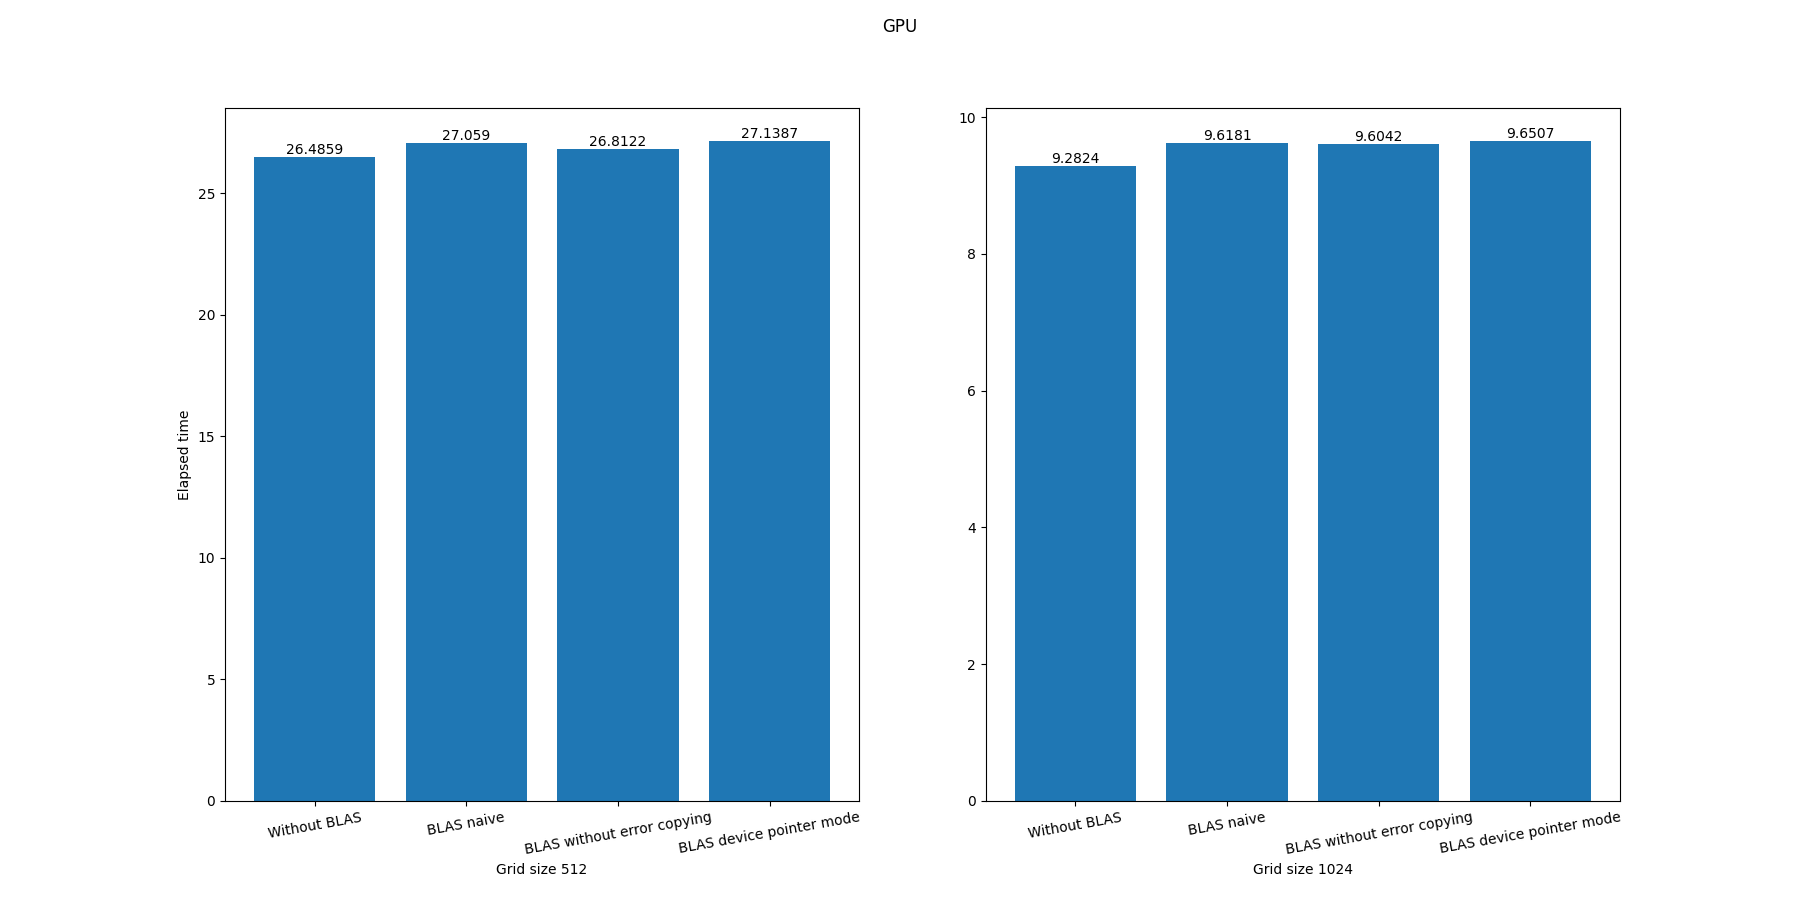 GPU
26.4859
27.059
26.8122
27.1387
25
20
15
10
5
0
Elapsed time
Without BLAS
BLAS naive
BLAS without error copying
BLAS device pointer mode
Grid size 512
9.2824
9.6181
9.6042
9.6507
10
8
6
4
2
0
Without BLAS
BLAS naive
BLAS without error copying
BLAS device pointer mode
Grid size 1024